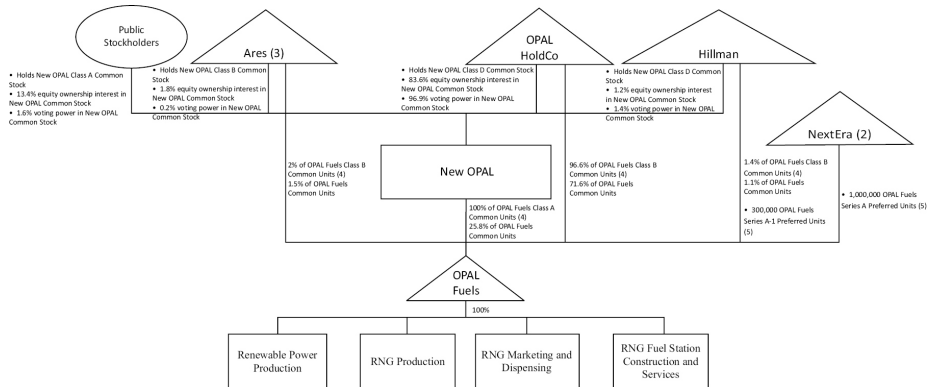 Public
Stockholders
Ares (3)
OPAL
HoldCo
Hillman
• Holds New OPAL Class A Common
Stock
• 13.4% equity ownership interest in
New OPAL Common Stock
• 1.6% voting power in New OPAL
Common Stock
• Holds New OPAL Class B Common
Stock
• 1.8% equity ownership interest in
New OPAL Common Stock
• 0.2% voting power in New OPAL
Common Stock
• Holds New OPAL Class D Common Stock
• 83.6% equity ownership interest in
New OPAL Common Stock
• 96.9% voting power in New OPAL
Common Stock
• Holds New OPAL Class D Common
Stock
• 1.2% equity ownership interest
in New OPAL Common Stock
• 1.4% voting power in New OPAL
Common Stock
NextEra (2)
New OPAL
2% of OPAL Fuels Class B
Common Units (4)
1.5% of OPAL Fuels
Common Units
96.6% of OPAL Fuels Class B
Common Units (4)
71.6% of OPAL Fuels
Common Units
1.4% of OPAL Fuels Class B
Common Units (4)
1.1% of OPAL Fuels
Common Units
• 300,000 OPAL Fuels
Series A-1 Preferred Units
(5)
• 1,000,000 OPAL Fuels
Series A Preferred Units (5)
100% of OPAL Fuels Class A
Common Units (4)
25.8% of OPAL Fuels
Common Units
OPAL
Fuels
100%
Renewable Power
Production
RNG Production
RNG Marketing and
Dispensing
RNG Fuel Station
Construction and
Services